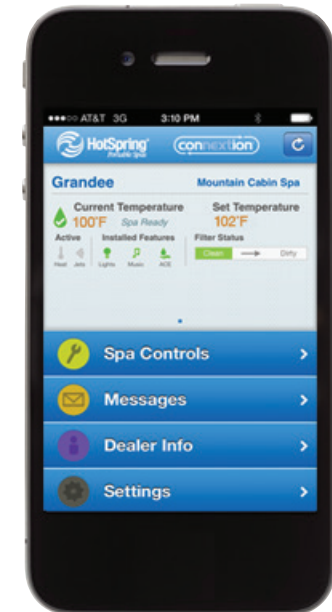 AT&T 3G 3:10 PM
HotSpring® connextion
Portable Spas
Grandee Mountain Cabin Spa
Current Temperature Set Temperature
100°F Spa Ready 102°F
Active Installed Features Filter Status
Heat Jets Lights Music ACE Clean Dirty
Spa Controls
Messages
Dealer Info
Settings